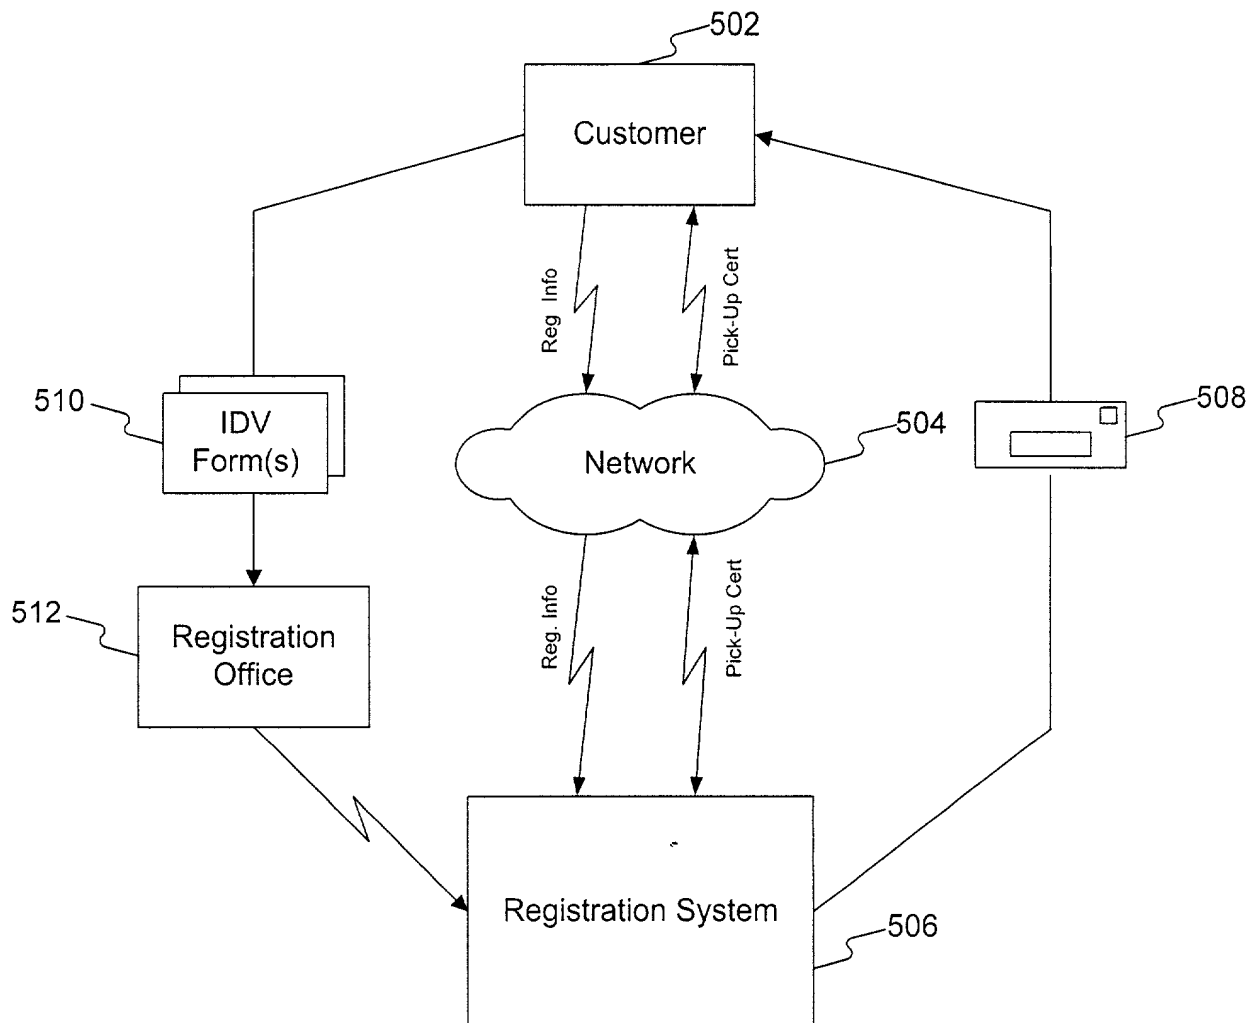 502
Customer
Reg Info
Pick-Up Cert
510
IDV
Form(s)
Network
504
508
512
Registration
Office
Reg. Info
Pick-Up Cert
Registration System
506